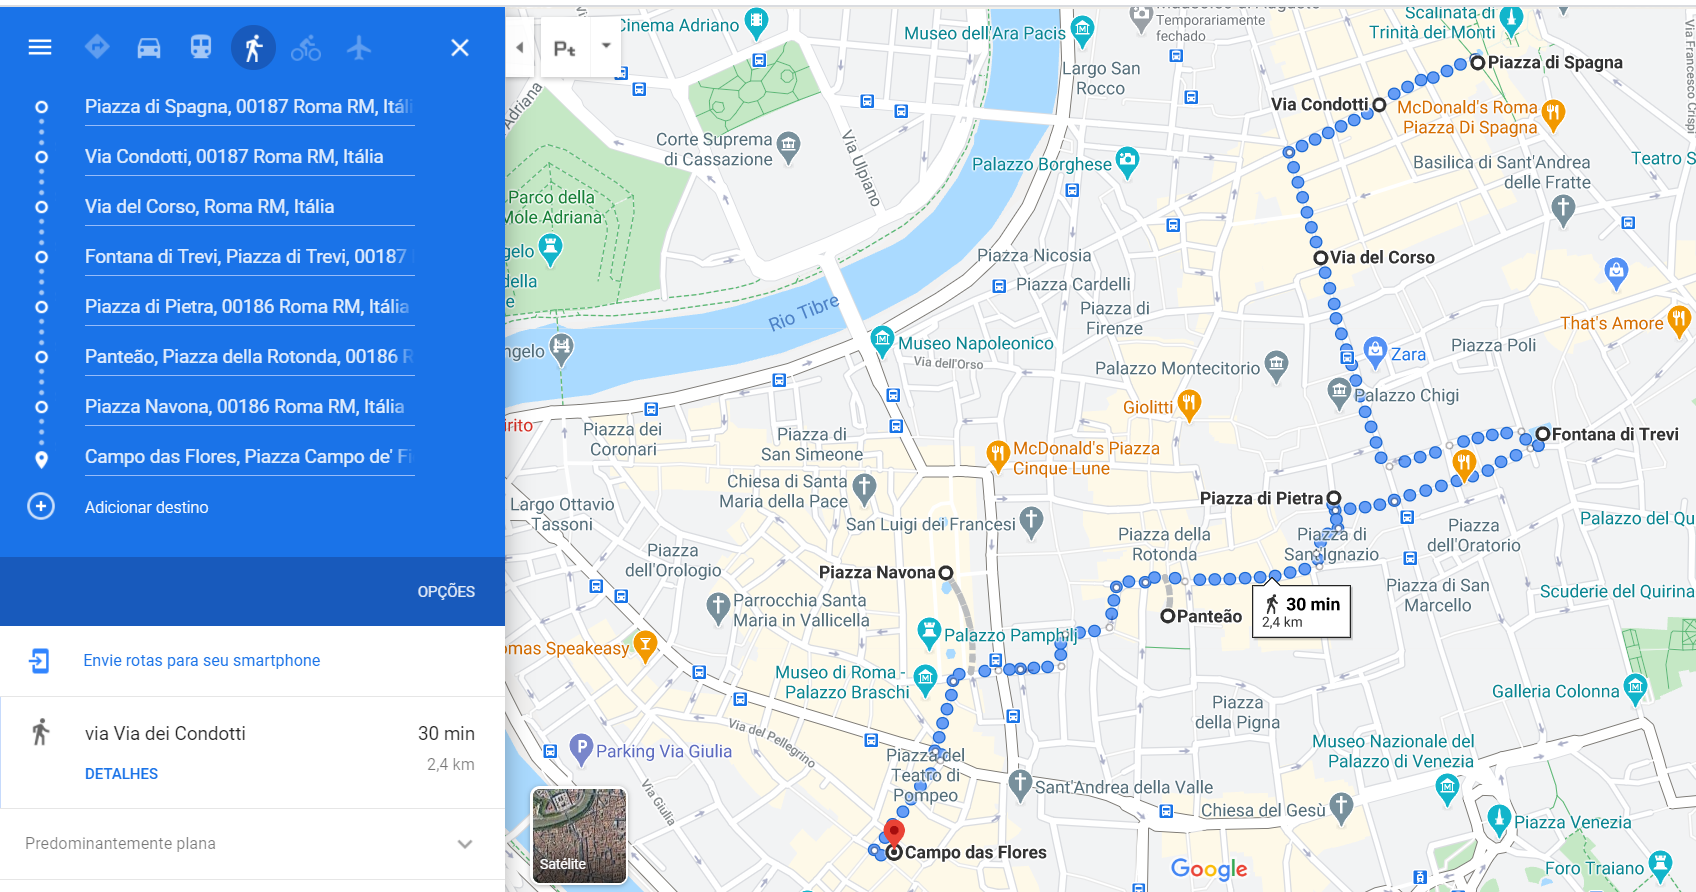 Piazza di Spagna, 00187 Roma RM, Itáli
Via Condotti, 00187 Roma RM, Itália
Via del Corso, Roma RM, Itália
Fontana di Trevi, Piazza di Trevi, 00187
Piazza di Pietra, 00186 Roma RM, Itália
Panteão, Piazza della Rotonda, 00186 R
Piazza Navona, 00186 Roma RM, Itália
Campo das Flores, Piazza Campo de' Fi
Adicionar destino
OPÇÕES
Envie rotas para seu smartphone
via Via dei Condotti
30 min
DETALHES
2,4 km
Predominantemente plana
Pt
Cinema Adriano
Museo dell'Ara Pacis
Temporariamente
fechado
Scalinata di
Trinità dei Monti
Via Francesco Crispi
Piazza di Spagna
Largo San
Rocco
Via Condotti
McDonald's Roma
Piazza Di Spagna
Adriana
Corte Suprema
di Cassazione
Via Ulpiano
Palazzo Borghese
Basilica di Sant'Andrea
delle Fratte
Teatro S
Parco della
Mole Adriana
gelo
della
e
Piazza Nicosia
Via del Corso
Piazza Cardelli
Rio Tibre
Piazza di
Firenze
That's Amore
ngelo
Museo Napoleonico
Via dell'Orso
Palazzo Montecitorio
Zara
Piazza Poli
Giolitti
Palazzo Chigi
irito
Piazza dei
Coronari
Piazza di
San Simeone
McDonald's Piazza
Cinque Lune
Fontana di Trevi
Chiesa di Santa
Maria della Pace
Piazza di Pietra
Largo Ottavio
Tassoni
San Luigi dei Francesi
Piazza della
Rotonda
Piazza di
Sant'Ignazio
Piazza
dell'Oratorio
Palazzo del Qu
Piazza
dell'Orologio
Piazza Navona
30 min
2,4 km
Piazza di San
Marcello
Scuderie del Quirina
Parrocchia Santa
Maria in Vallicella
Panteão
Palazzo Pamphilj
omas Speakeasy
Museo di Roma -
Palazzo Braschi
Galleria Colonna
Piazza
della Pigna
Via del Pellegrino
Parking Via Giulia
Museo Nazionale del
Palazzo di Venezia
Piazza del
Teatro di
Pompeo
Via Giulia
Sant'Andrea della Valle
Chiesa del Gesù
Piazza Venezia
Satélite
Campo das Flores
Google
Foro Traiano